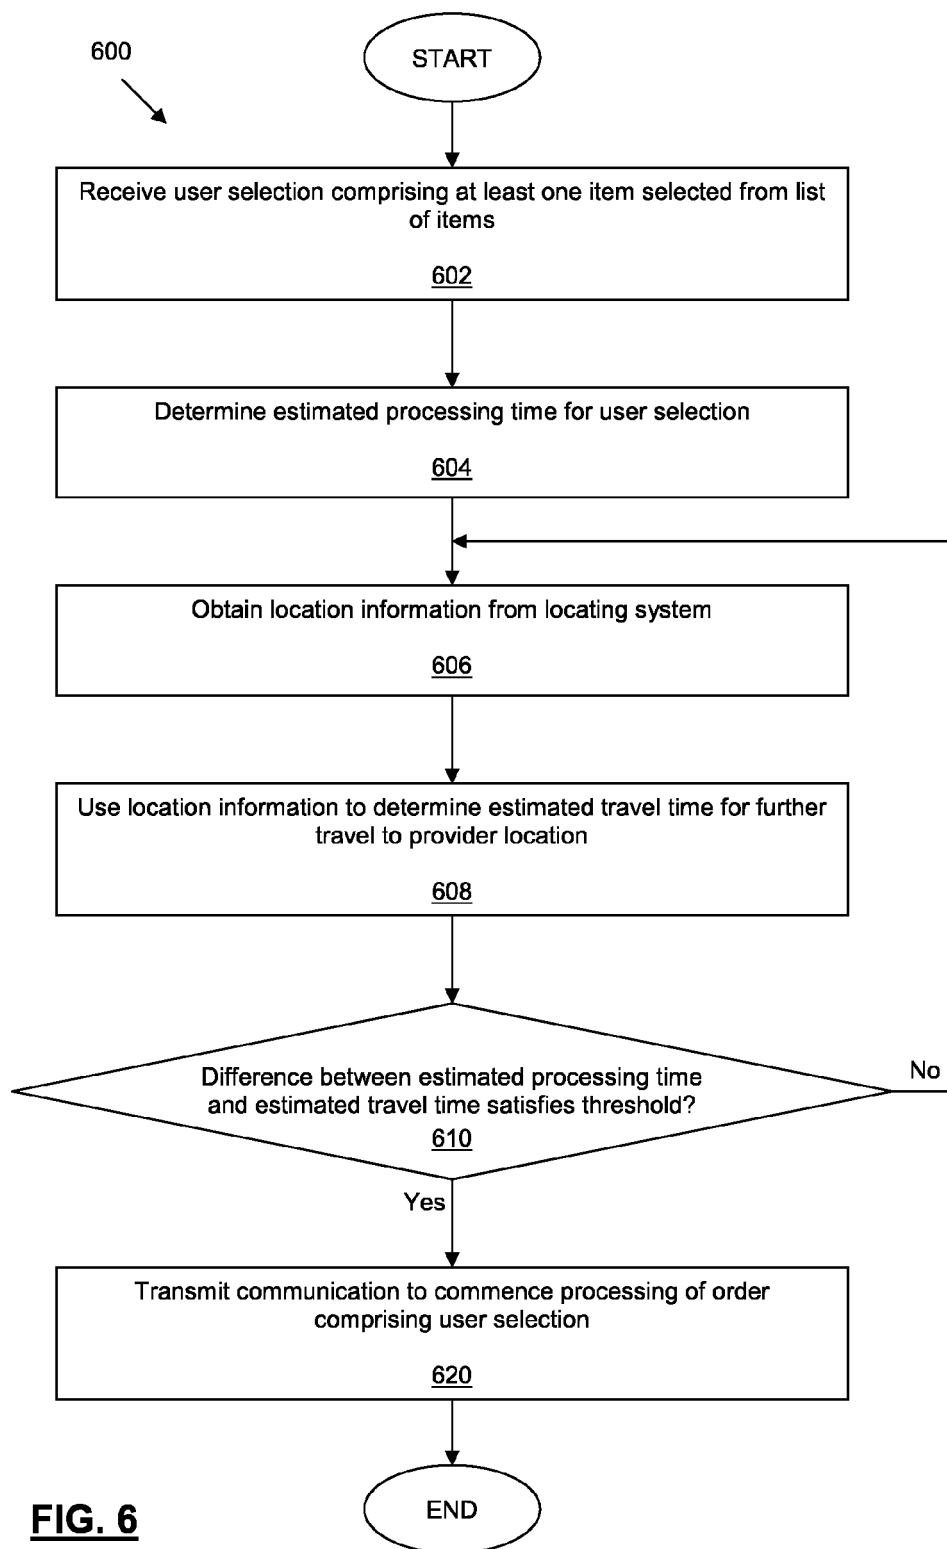 600
START
Receive user selection comprising at least one item selected from list
of items
602
Determine estimated processing time for user selection
604
Obtain location information from locating system
606
Use location information to determine estimated travel time for further
travel to provider location
608
Difference between estimated processing time
and estimated travel time satisfies threshold?
610
No
Yes
Transmit communication to commence processing of order
comprising user selection
620
END
FIG. 6